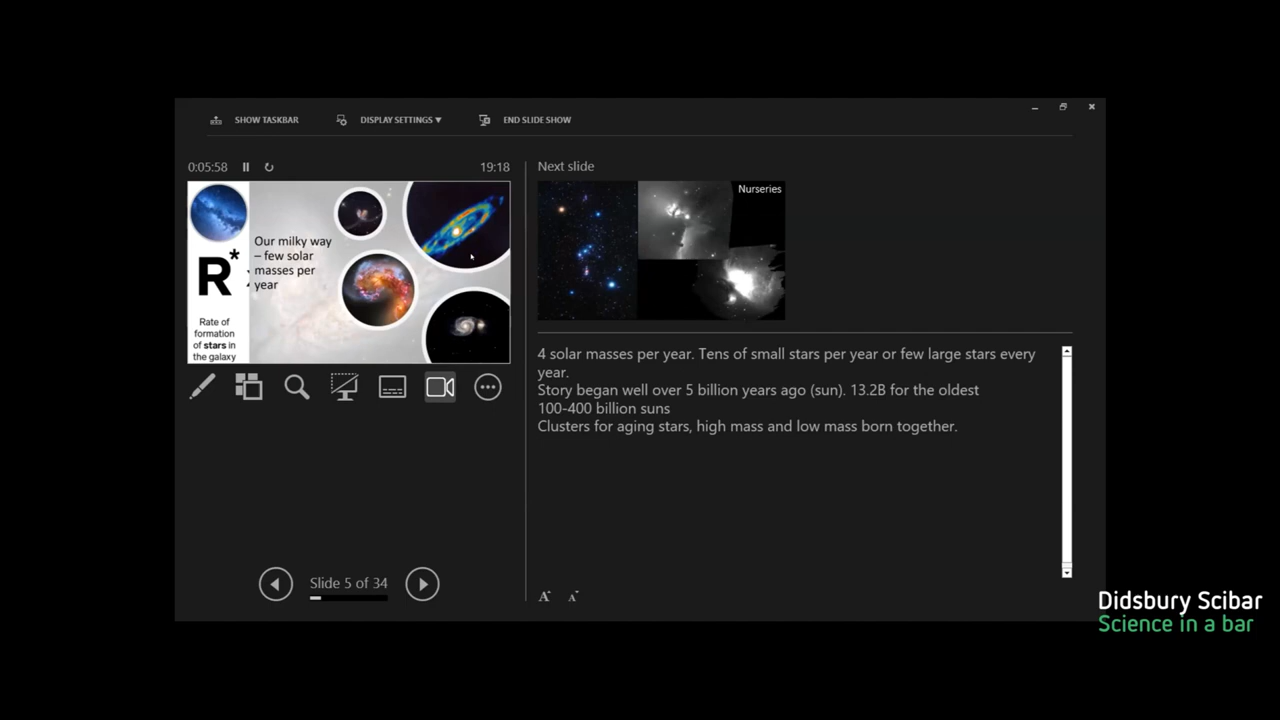 SHOW TASKBAR
DISPLAY SETTINGS ▼
END SLIDE SHOW
0:05:58
19:18
Next slide
Our milky way
– few solar
masses per
year
R*
Rate of
formation
of stars in
the galaxy
Nurseries
4 solar masses per year. Tens of small stars per year or few large stars every
year.
Story began well over 5 billion years ago (sun). 13.2B for the oldest
100-400 billion suns
Clusters for aging stars, high mass and low mass born together.
Slide 5 of 34
A A
Didsbury Scibar
Science in a bar